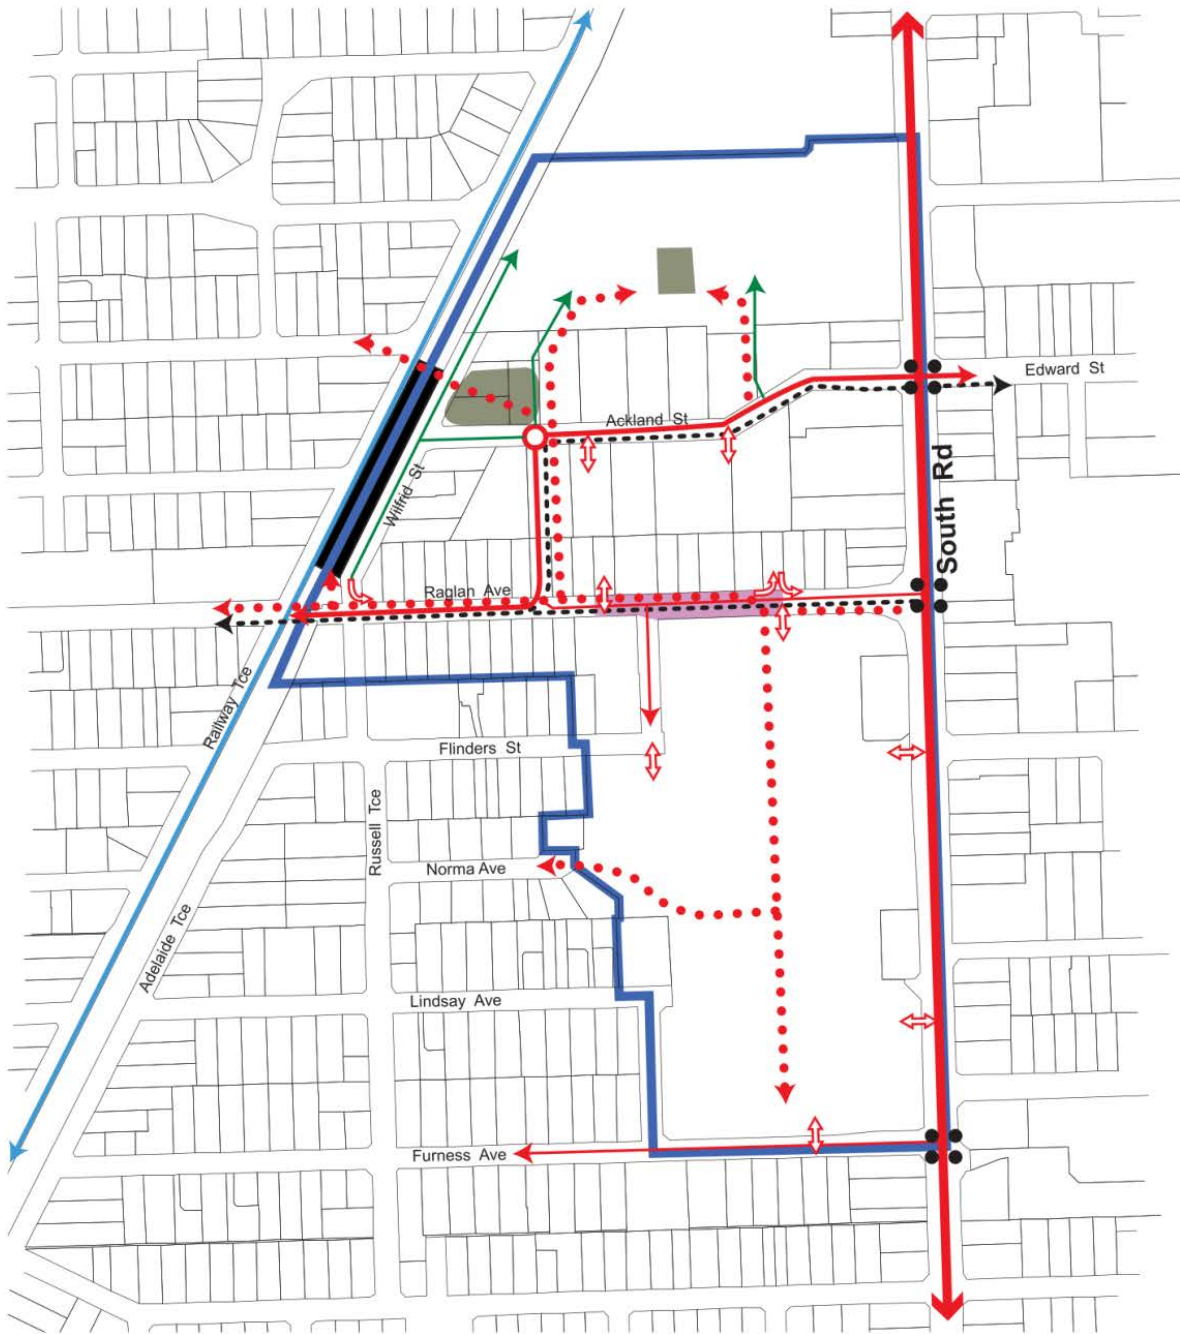 Edward St
Ackland St
South Rd
Wilfrid St
Raglan Ave
Railway Tce
Flinders St
Russell Tce
Norma Ave
Adelaide Tce
Lindsay Ave
Furness Ave